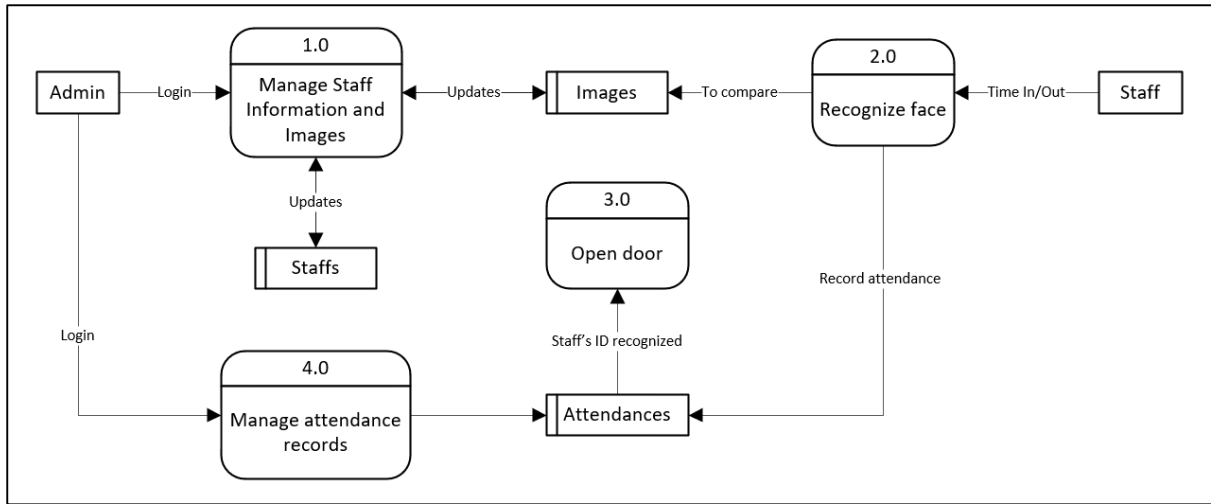 1.0
Manage Staff
Information and
Images
2.0
Recognize face
Admin
Login
Updates
Images
To compare
Time In/Out
Staff
Updates
3.0
Open door
Staffs
Record attendance
Login
Staff's ID recognized
4.0
Manage attendance
records
Attendances